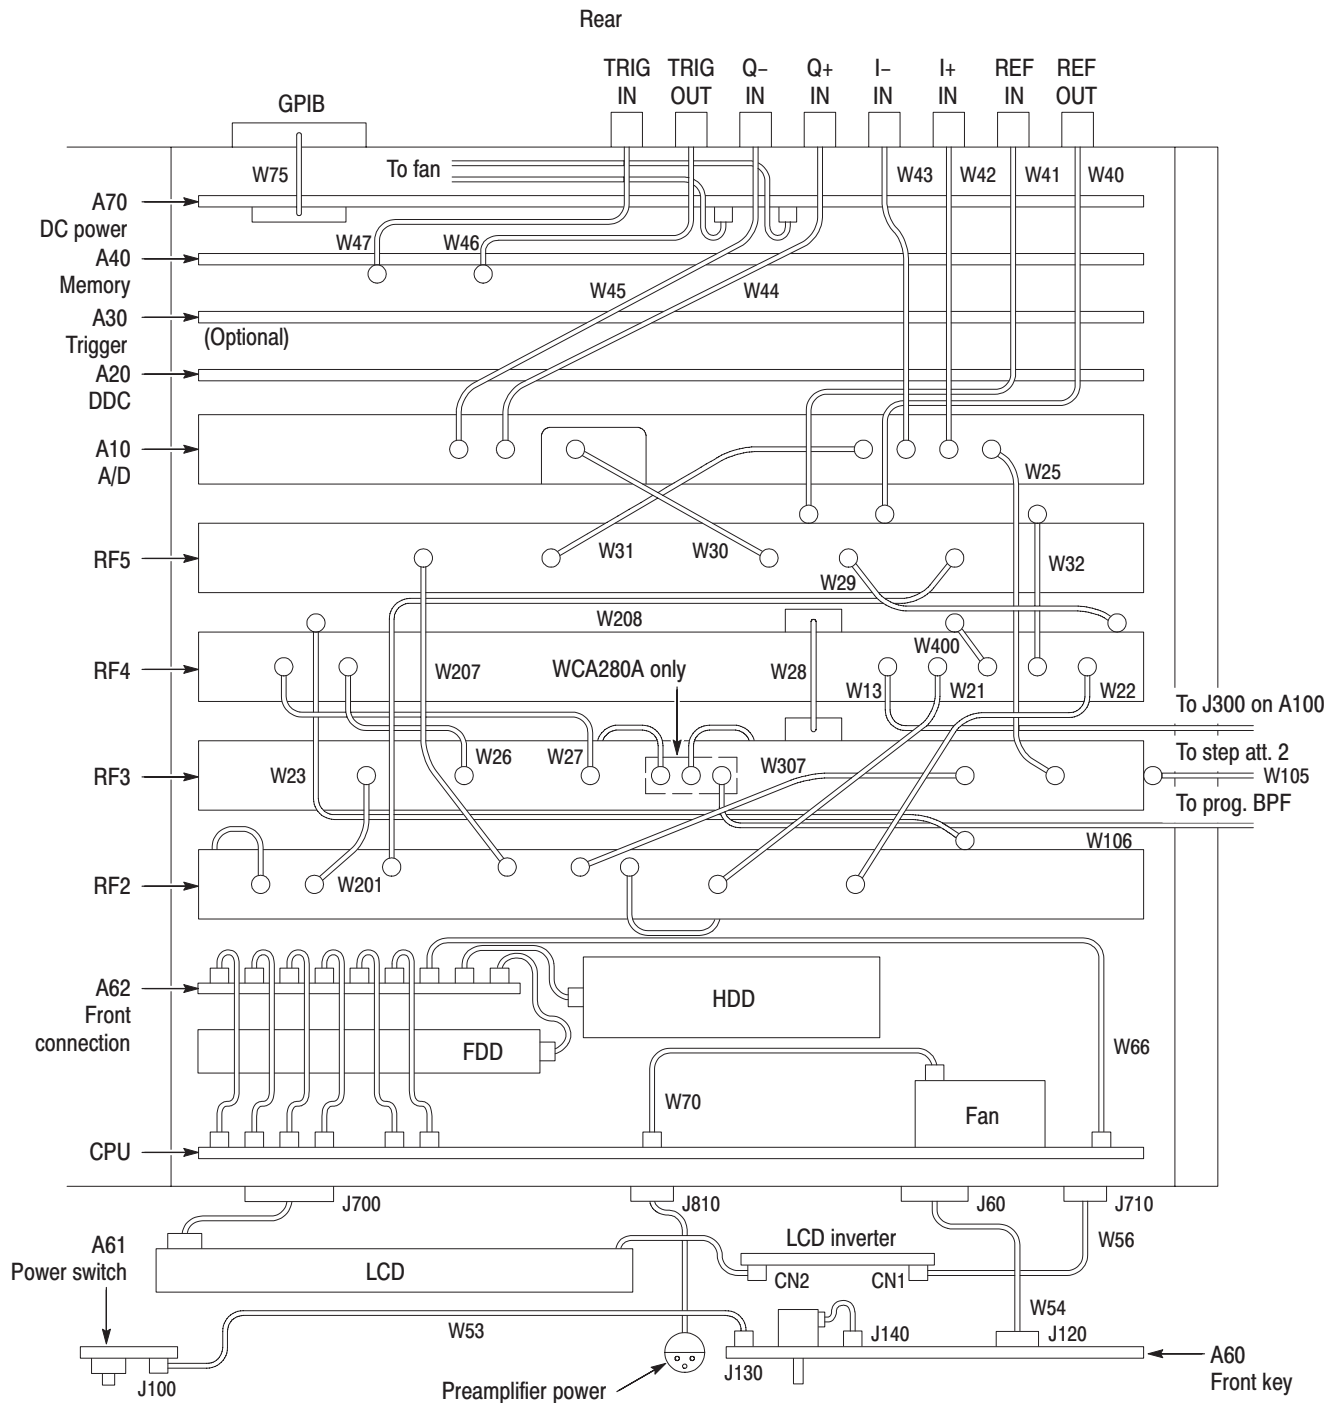 Rear
TRIG IN
TRIG OUT
Q– IN
Q+ IN
I– IN
I+ IN
REF IN
REF OUT
GPIB
W75
To fan
W43
W42
W41
W40
A70
DC power
W47
W46
A40
Memory
W45
W44
A30
Trigger
(Optional)
A20
DDC
A10
A/D
W25
RF5
W31
W30
W29
W32
W208
W400
RF4
W207
WCA280A only
W28
W13
W21
W22
To J300 on A100
RF3
W23
W26
W27
W307
To step att. 2
W105
To prog. BPF
W106
RF2
W201
A62
Front
connection
HDD
FDD
W66
W70
Fan
CPU
J700
J810
J60
J710
A61
Power switch
LCD
LCD inverter
CN2
CN1
W56
W53
W54
J140
J120
J100
Preamplifier power
J130
A60
Front key